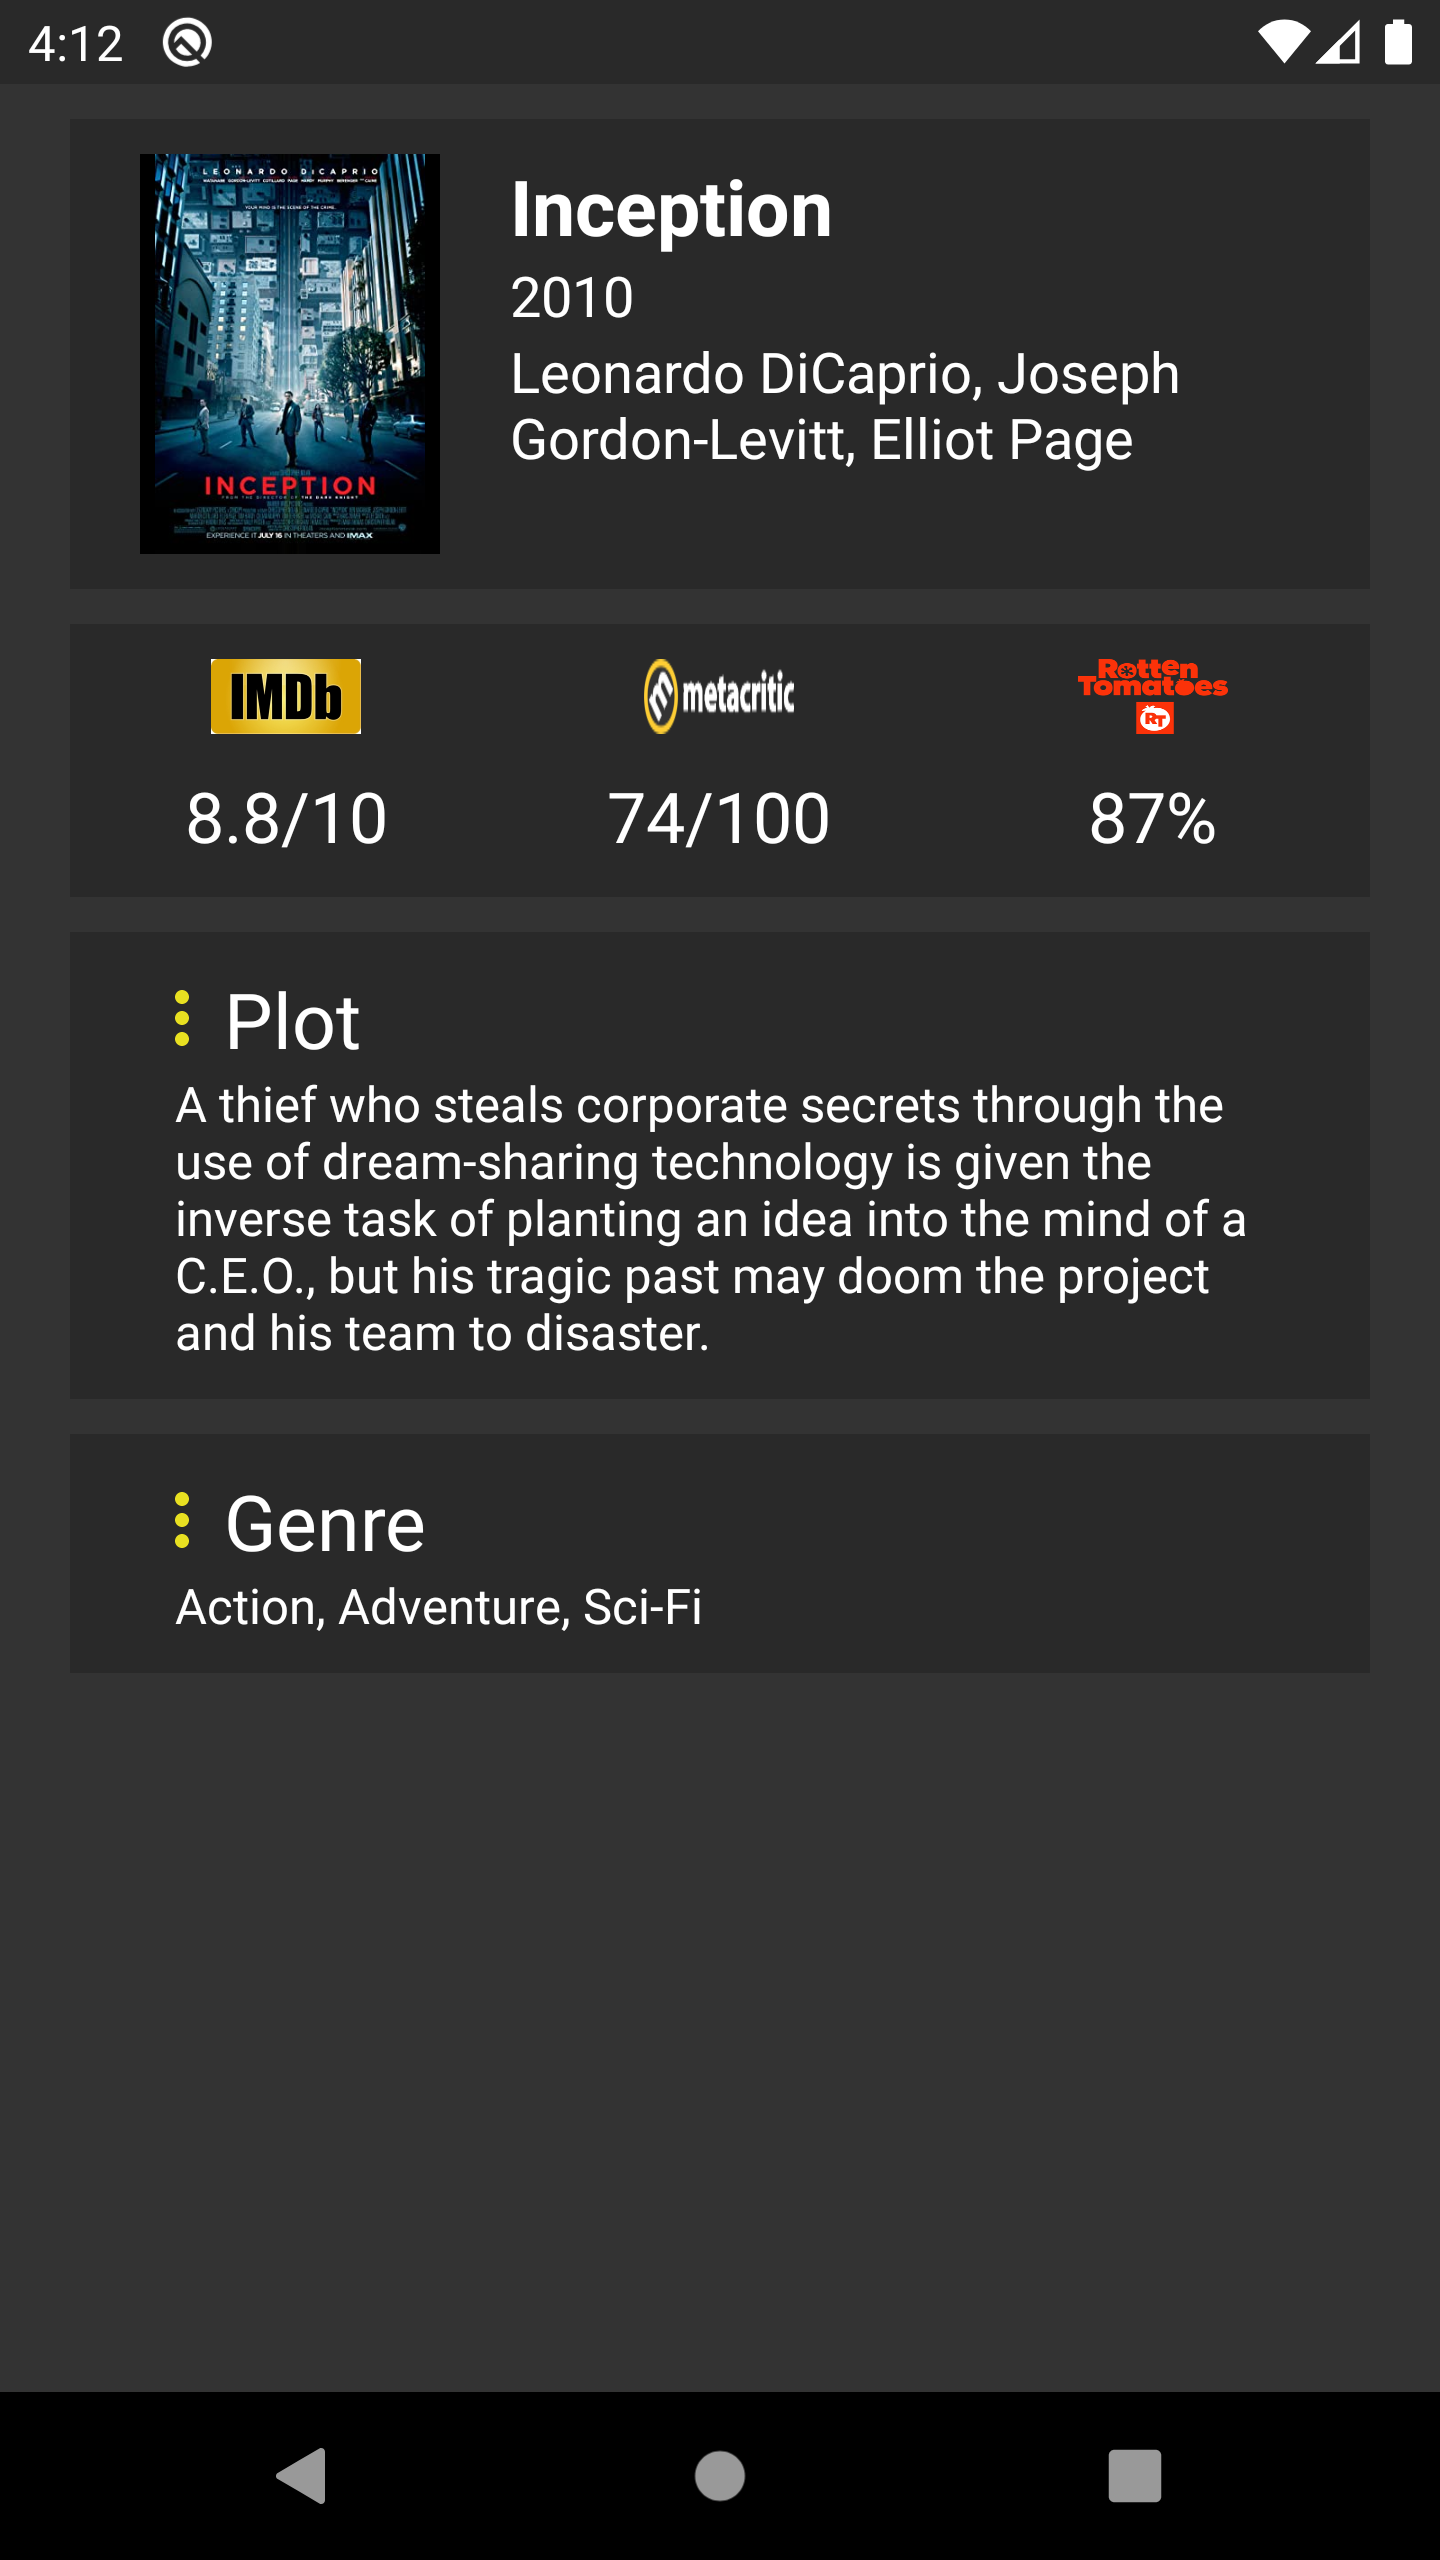 4:12
LEONARDO DiCAPRIO
YOUR MIND IS THE SCENE OF THE CRIME.
INCEPTION
FROM THE DIRECTOR OF THE DARK KNIGHT
EXPERIENCE IT JULY 16 IN THEATERS AND IMAX
Inception
2010
Leonardo DiCaprio, Joseph
Gordon-Levitt, Elliot Page
IMDb
metacritic
Rotten
Tomatoes
RT
8.8/10
74/100
87%
Plot
A thief who steals corporate secrets through the
use of dream-sharing technology is given the
inverse task of planting an idea into the mind of a
C.E.O., but his tragic past may doom the project
and his team to disaster.
Genre
Action, Adventure, Sci-Fi